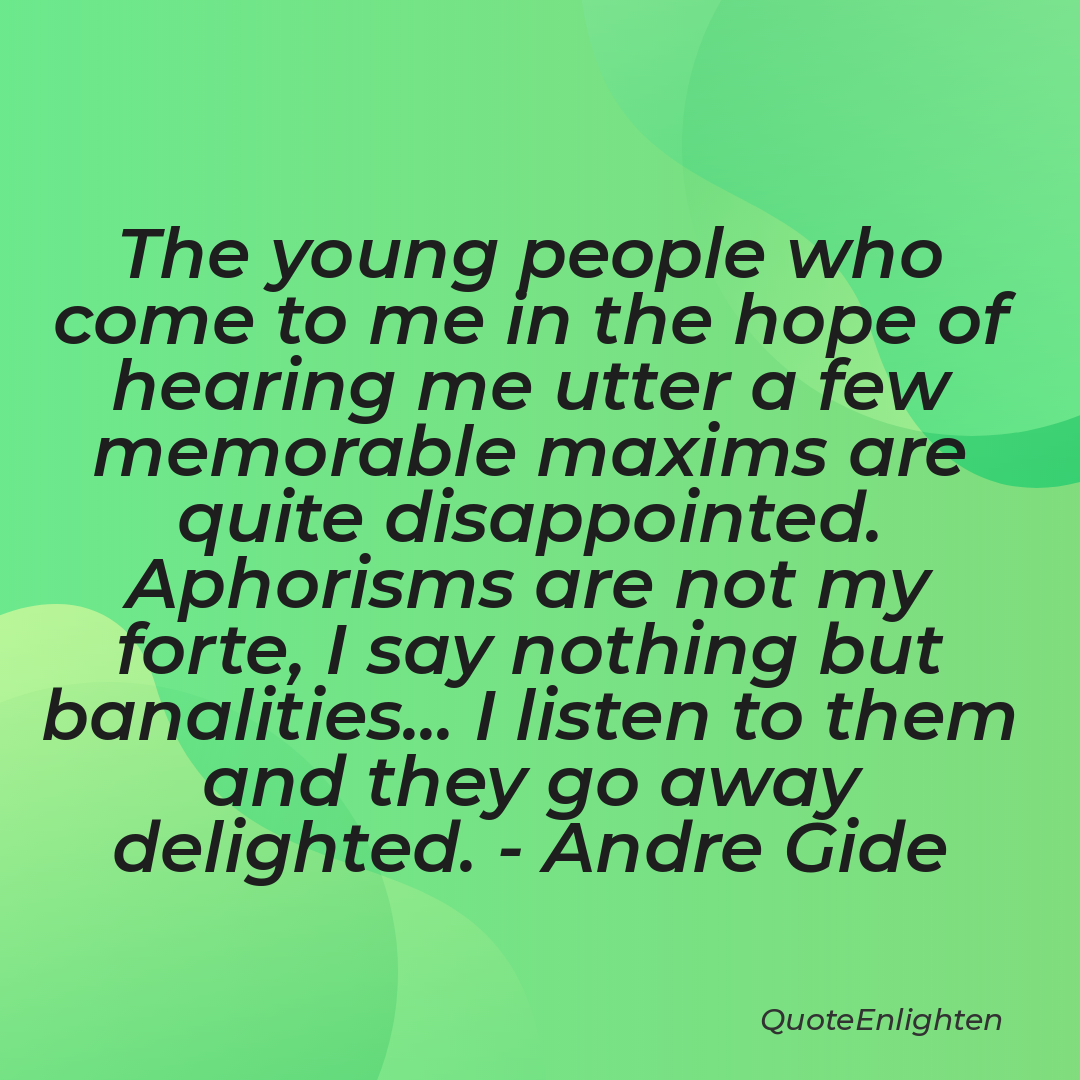 The young people who
come to me in the hope of
hearing me utter a few
memorable maxims are
quite disappointed.
Aphorisms are not my
forte, I say nothing but
banalities... I listen to them
and they go away
delighted. - Andre Gide
QuoteEnlighten